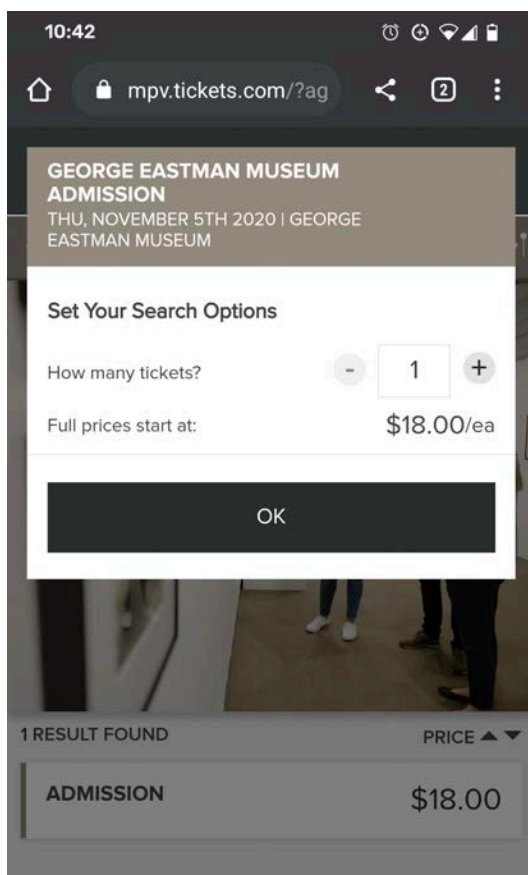 10:42
mpv.tickets.com/?ag
2
GEORGE EASTMAN MUSEUM
ADMISSION
THU, NOVEMBER 5TH 2020 | GEORGE
EASTMAN MUSEUM
Set Your Search Options
How many tickets? - 1 +
Full prices start at: $18.00/ea
OK
1 RESULT FOUND PRICE
ADMISSION $18.00